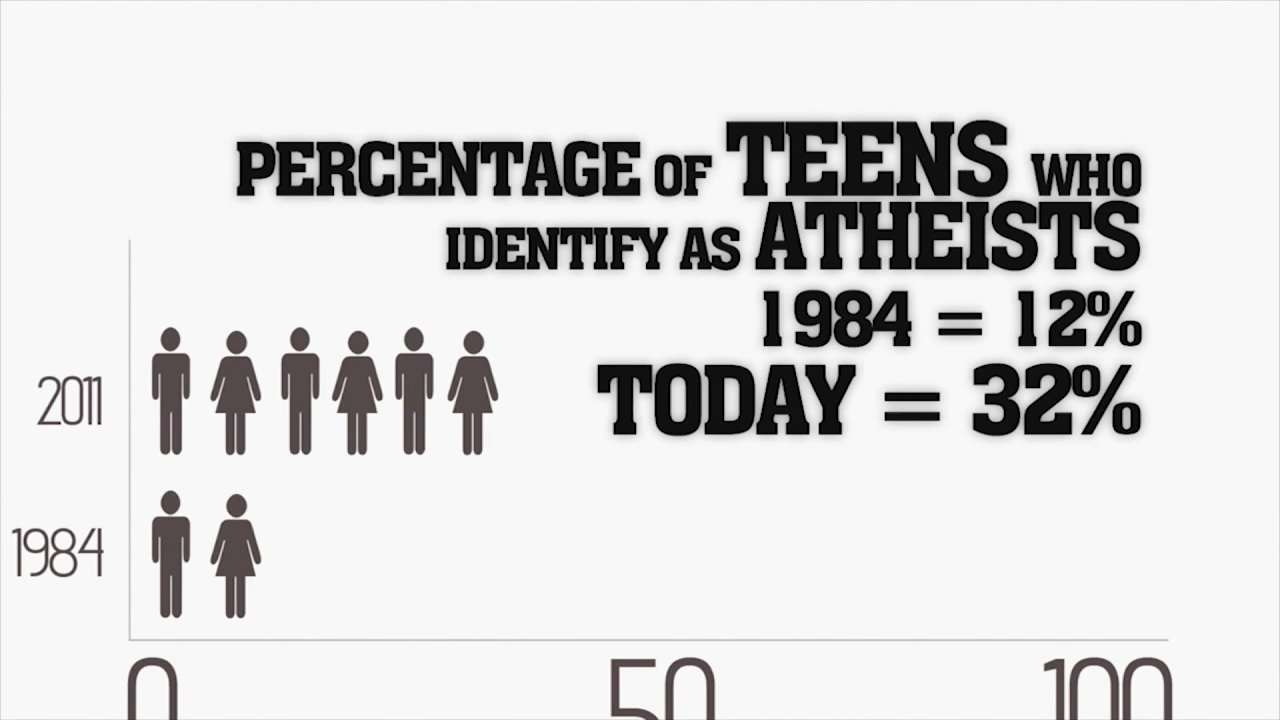 PERCENTAGE OF TEENS WHO
IDENTIFY AS ATHEISTS
1984 = 12%
TODAY = 32%
2011
1984
0 50 100